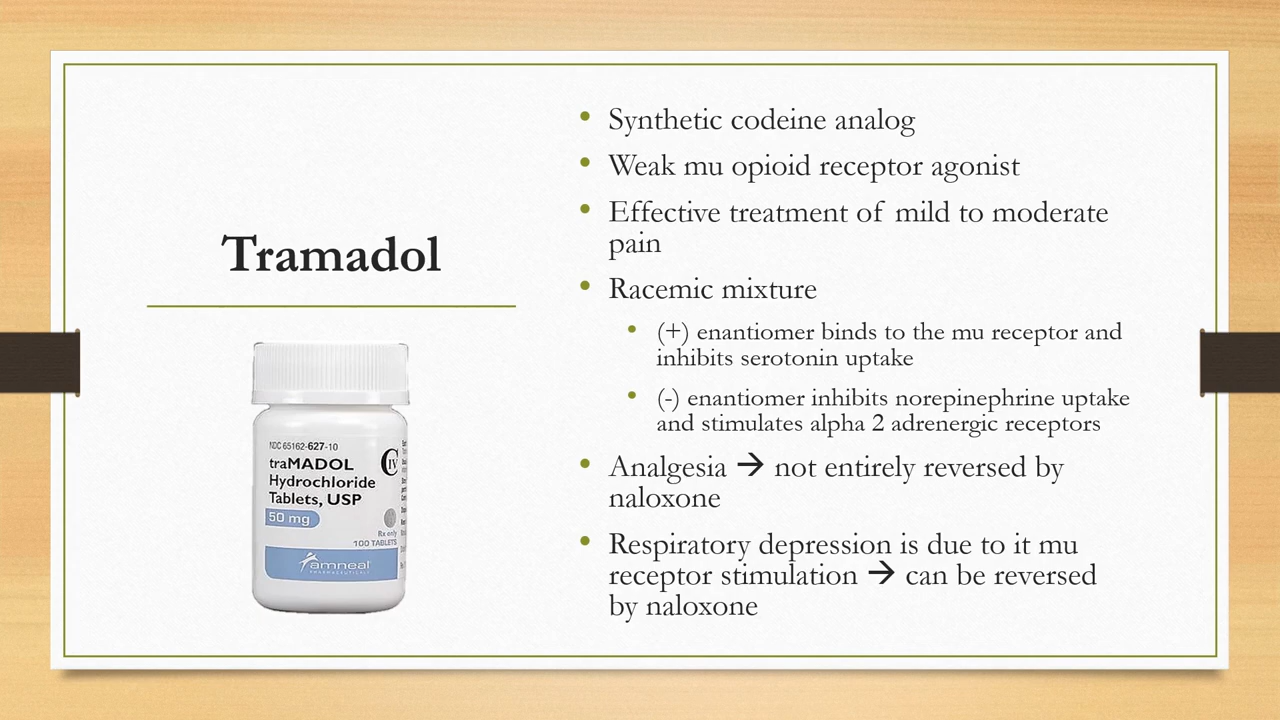 Tramadol
NDC 65162-627-10
traMADOL
Hydrochloride
Tablets, USP
CIV
50 mg
Rx only
100 TABLETS
amneal
PHARMACEUTICALS
• Synthetic codeine analog
• Weak mu opioid receptor agonist
• Effective treatment of mild to moderate
pain
• Racemic mixture
• (+) enantiomer binds to the mu receptor and
inhibits serotonin uptake
• (-) enantiomer inhibits norepinephrine uptake
and stimulates alpha 2 adrenergic receptors
• Analgesia → not entirely reversed by
naloxone
• Respiratory depression is due to it mu
receptor stimulation → can be reversed
by naloxone